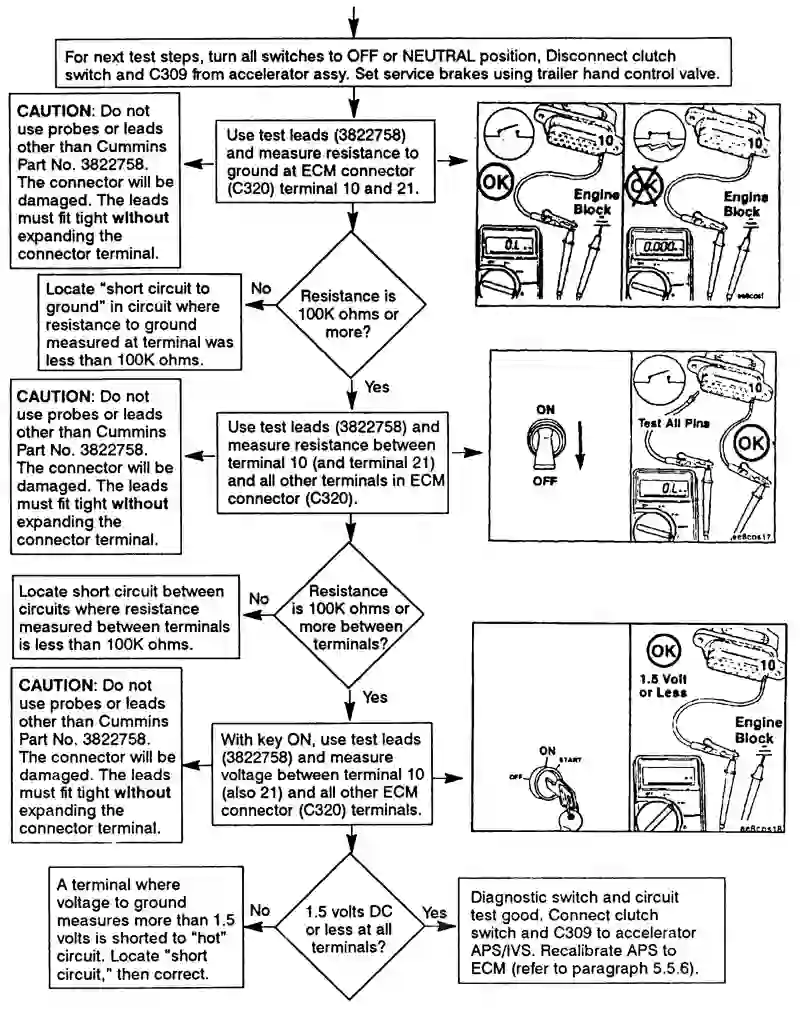 For next test steps, turn all switches to OFF or NEUTRAL position, Disconnect clutch
switch and C309 from accelerator assy. Set service brakes using trailer hand control valve.
CAUTION: Do not
use probes or leads
other than Cummins
Part No. 3822758.
The connector will be
damaged. The leads
must fit tight without
expanding the
connector terminal.
Use test leads (3822758)
and measure resistance to
ground at ECM connector
(C320) terminal 10 and 21.
10
OK
Engine
Block
0.L..
10
OK
Engine
Block
0.000..
ee8cos1
Resistance is
100K ohms or
more?
No
Locate "short circuit to
ground" in circuit where
resistance to ground
measured at terminal was
less than 100K ohms.
Yes
CAUTION: Do not
use probes or leads
other than Cummins
Part No. 3822758.
The connector will be
damaged. The leads
must fit tight without
expanding the
connector terminal.
Use test leads (3822758) and
measure resistance between
terminal 10 (and terminal 21)
and all other terminals in ECM
connector (C320).
ON
OFF
10
Test All Pins
OK
0.L..
ee8cos17
Resistance
is 100K ohms or
more between
terminals?
No
Locate short circuit between
circuits where resistance
measured between terminals
is less than 100K ohms.
Yes
CAUTION: Do not
use probes or leads
other than Cummins
Part No. 3822758.
The connector will be
damaged. The leads
must fit tight without
expanding the
connector terminal.
With key ON, use test leads
(3822758) and measure
voltage between terminal 10
(also 21) and all other ECM
connector (C320) terminals.
ON
OFF
START
OK
1.5 Volt
or Less
10
Engine
Block
ee8cos18
1.5 volts DC
or less at all
terminals?
No
A terminal where
voltage to ground
measures more than 1.5
volts is shorted to "hot"
circuit. Locate "short
circuit," then correct.
Yes
Diagnostic switch and circuit
test good. Connect clutch
switch and C309 to accelerator
APS/IVS. Recalibrate APS to
ECM (refer to paragraph 5.5.6).